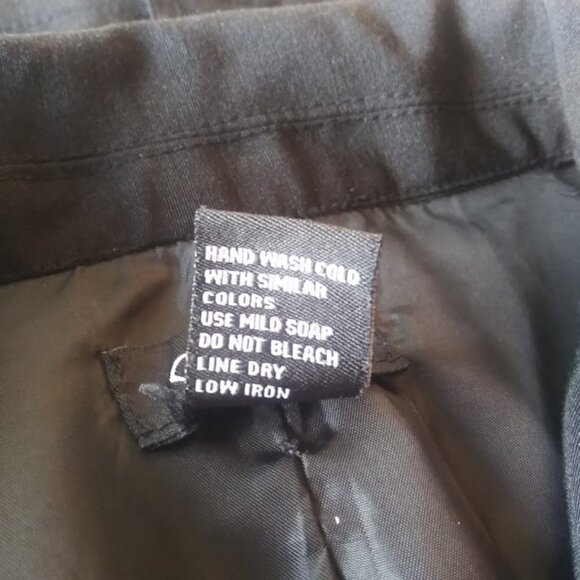 HAND WASH COLD
WITH SIMILAR
COLORS
USE MILD SOAP
DO NOT BLEACH
LINE DRY
LOW IRON